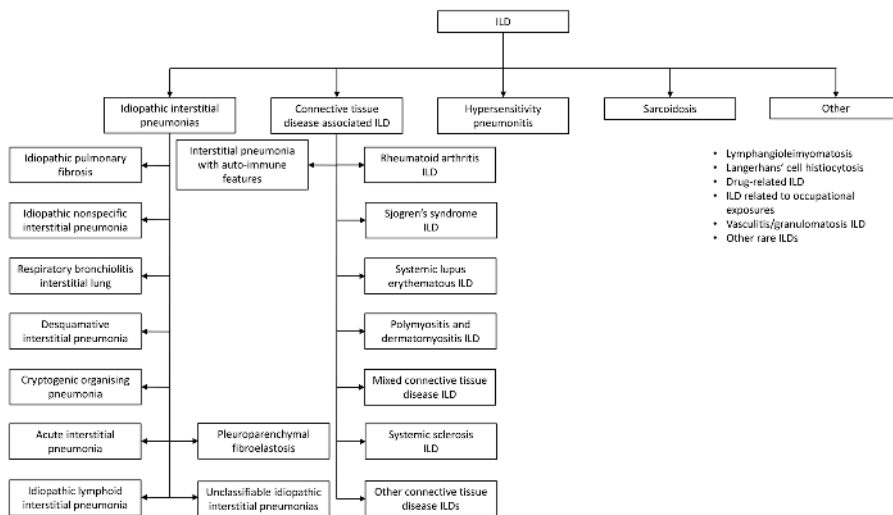 ILD
Idiopathic interstitial
pneumonias
Connective tissue
disease associated ILD
Hypersensitivity
pneumonitis
Sarcoidosis
Other
Idiopathic pulmonary
fibrosis
Interstitial pneumonia
with auto-immune
features
Rheumatoid arthritis
ILD
• Lymphangioleimyomatosis
• Langerhans' cell histiocytosis
• Drug-related ILD
• ILD related to occupational
exposures
• Vasculitis/granulomatosis ILD
• Other rare ILDs
Idiopathic nonspecific
interstitial pneumonia
Sjogren's syndrome
ILD
Respiratory bronchiolitis
interstitial lung
Systemic lupus
erythematous ILD
Desquamative
interstitial pneumonia
Polymyositis and
dermatomyositis ILD
Cryptogenic organising
pneumonia
Mixed connective tissue
disease ILD
Acute interstitial
pneumonia
Pleuroparenchymal
fibroelastosis
Systemic sclerosis
ILD
Idiopathic lymphoid
interstitial pneumonia
Unclassifiable idiopathic
interstitial pneumonias
Other connective tissue
disease ILDs